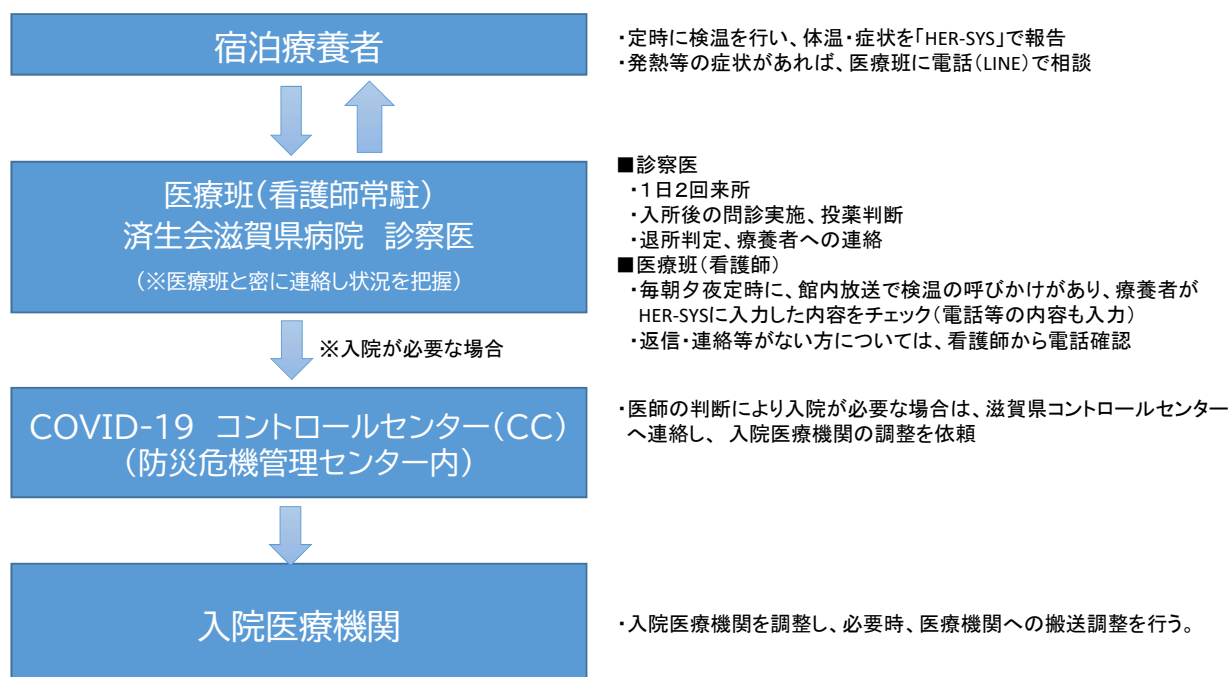 宿泊療養者
・定時に検温を行い、体温・症状を「HER-SYS」で報告
・発熱等の症状があれば、医療班に電話(LINE)で相談
医療班(看護師常駐)
済生会滋賀県病院　診察医
(※医療班と密に連絡し状況を把握)
■診察医
・１日２回来所
・入所後の問診実施、投薬判断
・退所判定、療養者への連絡
■医療班(看護師)
・毎朝夕夜定時に、館内放送で検温の呼びかけがあり、療養者が
HER-SYSに入力した内容をチェック(電話等の内容も入力)
・返信・連絡等がない方については、看護師から電話確認
※入院が必要な場合
COVID-19　コントロールセンター(CC)
(防災危機管理センター内)
・医師の判断により入院が必要な場合は、滋賀県コントロールセンター
へ連絡し、 入院医療機関の調整を依頼
入院医療機関
・入院医療機関を調整し、必要時、医療機関への搬送調整を行う。